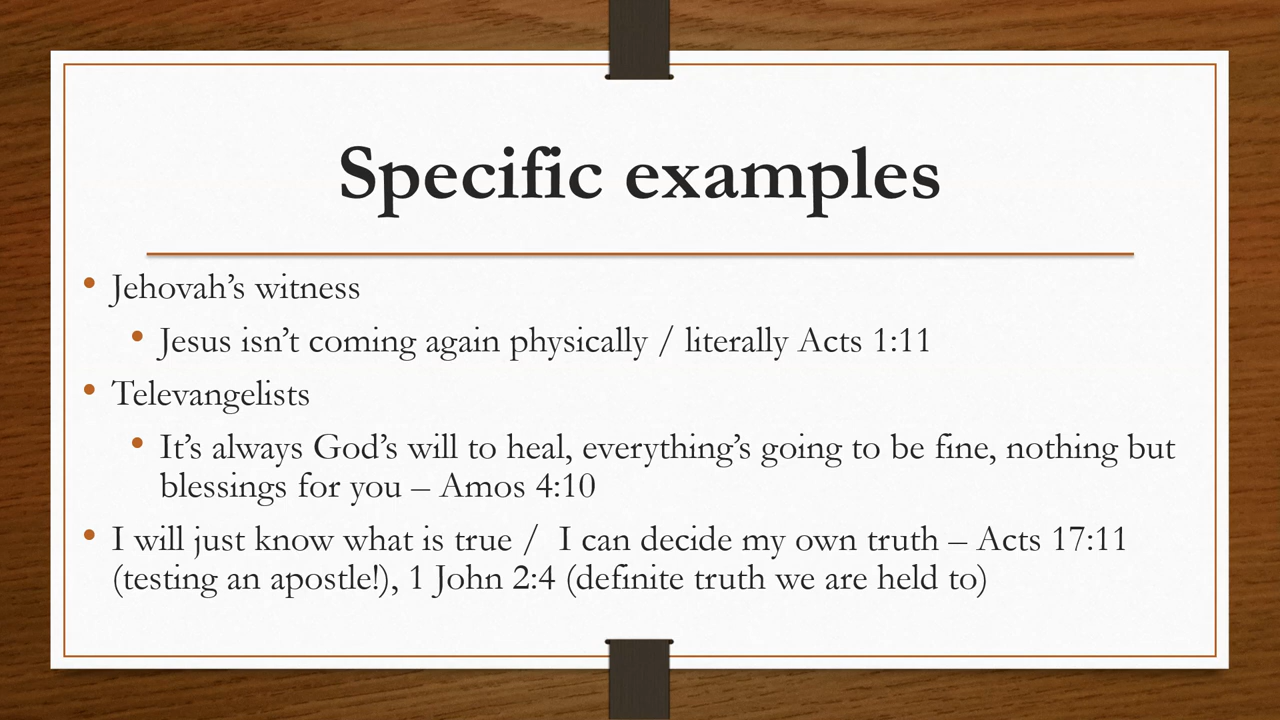 Specific examples
• Jehovah’s witness
• Jesus isn’t coming again physically / literally Acts 1:11
• Televangelists
• It’s always God’s will to heal, everything’s going to be fine, nothing but
blessings for you – Amos 4:10
• I will just know what is true /  I can decide my own truth – Acts 17:11
(testing an apostle!), 1 John 2:4 (definite truth we are held to)